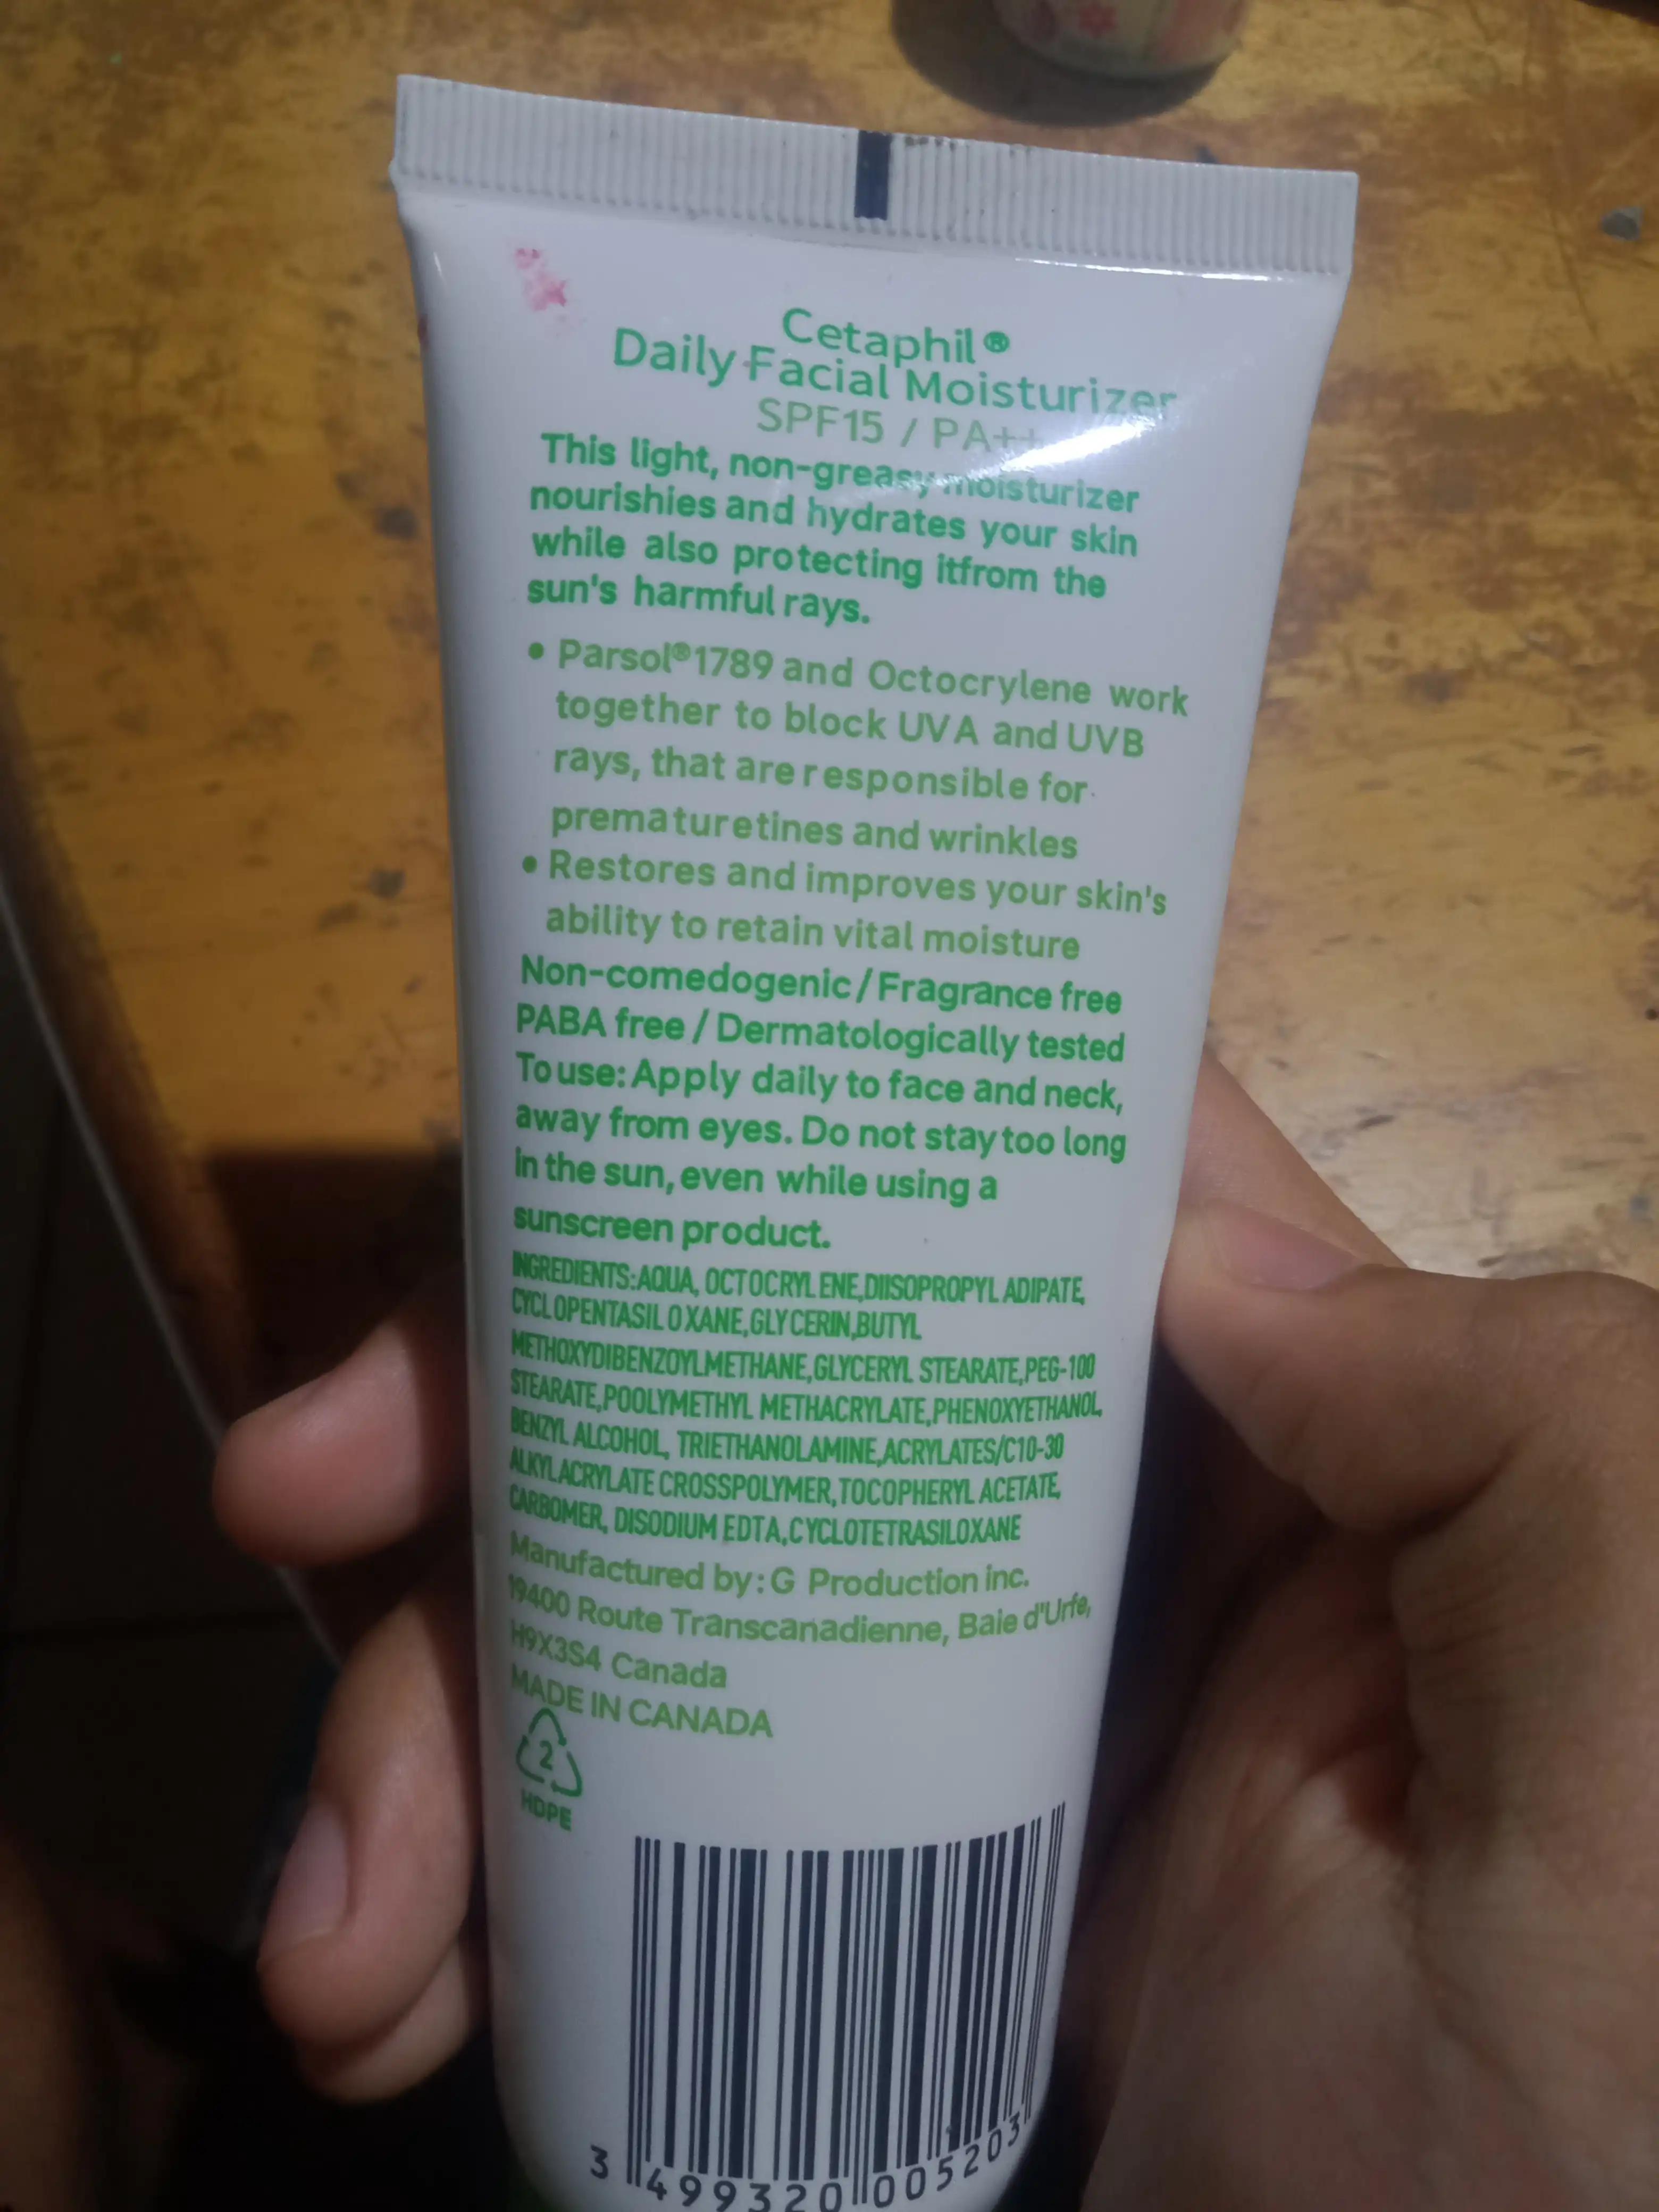 Cetaphil®
Daily Facial Moisturizer
SPF15 / PA++
This light, non-greasy moisturizer
nourishies and hydrates your skin
while also protecting itfrom the
sun's harmful rays.
• Parsol®1789 and Octocrylene work
together to block UVA and UVB
rays, that are responsible for
prematuretines and wrinkles
• Restores and improves your skin's
ability to retain vital moisture
Non-comedogenic/Fragrance free
PABA free / Dermatologically tested
To use: Apply daily to face and neck,
away from eyes. Do not stay too long
in the sun, even while using a
sunscreen product.
INGREDIENTS:AQUA, OCTOCRYL ENE,DIISOPROPYL ADIPATE,
CYCL OPENTASIL O XANE,GLY CERIN,BUTYL
METHOXYDIBENZOYLMETHANE,GLYCERYL STEARATE,PEG-100
STEARATE,POOLYMETHYL METHACRYLATE,PHENOXYETHANOL,
BENZYL ALCOHOL, TRIETHANOLAMINE,ACRYLATES/C10-30
ALKYLACRYLATE CROSSPOLYMER,TOCOPHERYL ACETATE,
CARBOMER, DISODIUM EDTA,CYCLOTETRASILOXANE
Manufactured by: G Production inc.
19400 Route Transcanadienne, Baie d'Urfe,
H9X3S4 Canada
MADE IN CANADA
2
HDPE
3 499320 005203